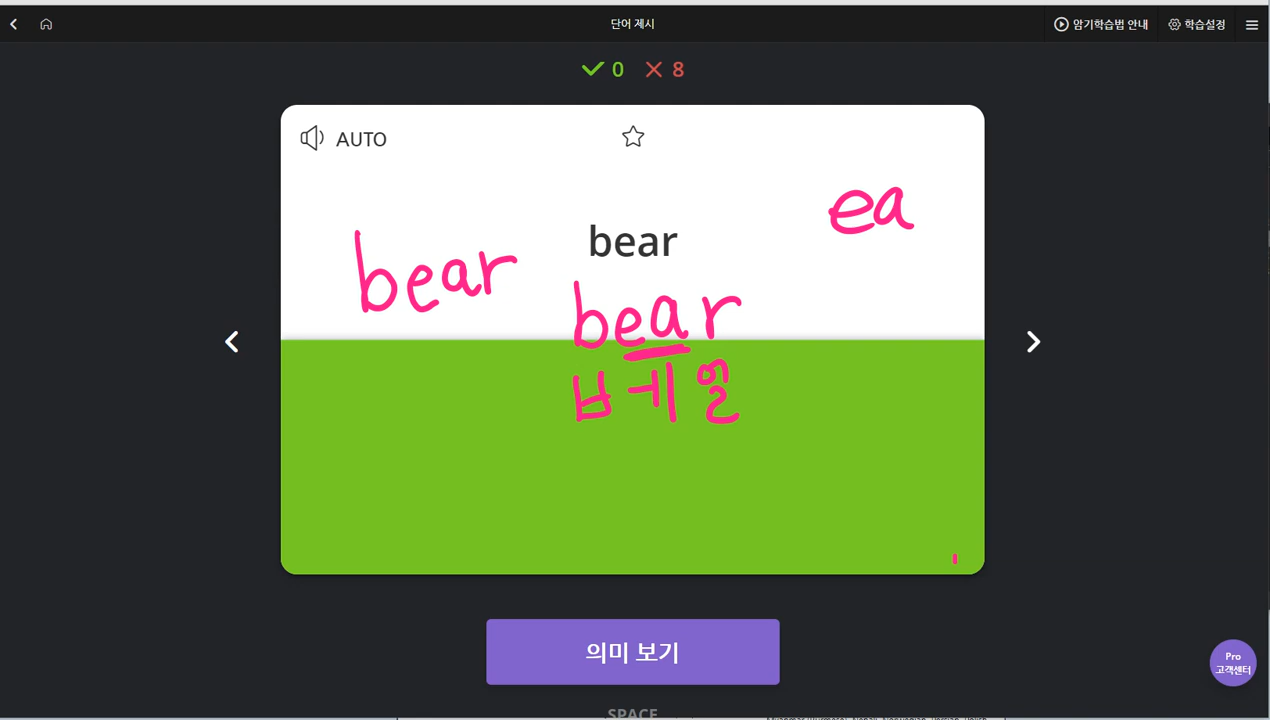 단어 제시
암기학습법 안내
학습설정
0
8
AUTO
ea
bear
bear
bear
브 ㅔ 얼
의미 보기
Pro
고객센터
SPACE